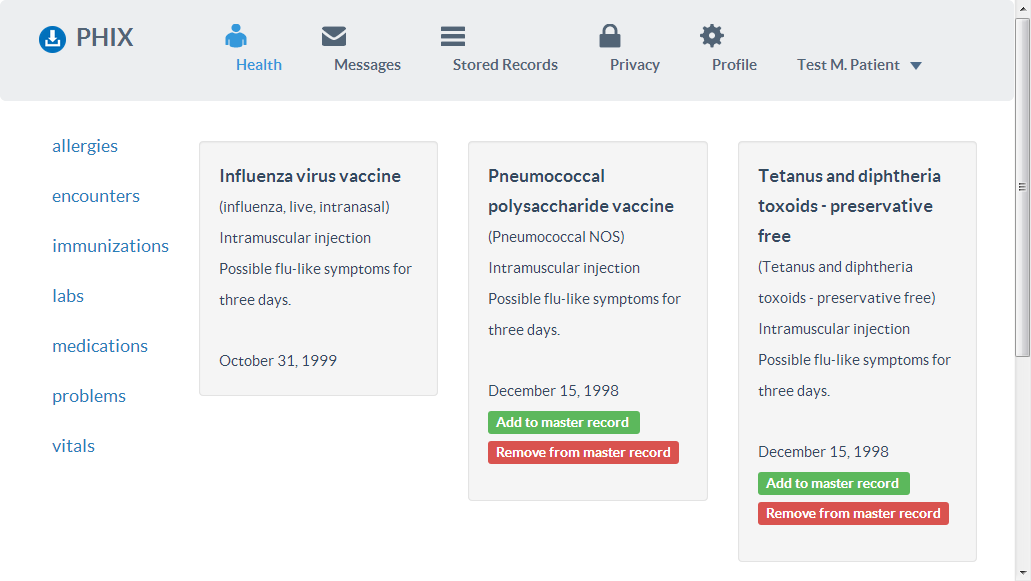 PHIX
Health
Messages
Stored Records
Privacy
Profile
Test M. Patient
allergies
encounters
immunizations
labs
medications
problems
vitals
Influenza virus vaccine
(influenza, live, intranasal)
Intramuscular injection
Possible flu-like symptoms for
three days.
October 31, 1999
Pneumococcal
polysaccharide vaccine
(Pneumococcal NOS)
Intramuscular injection
Possible flu-like symptoms for
three days.
December 15, 1998
Add to master record
Remove from master record
Tetanus and diphtheria
toxoids - preservative
free
(Tetanus and diphtheria
toxoids - preservative free)
Intramuscular injection
Possible flu-like symptoms for
three days.
December 15, 1998
Add to master record
Remove from master record